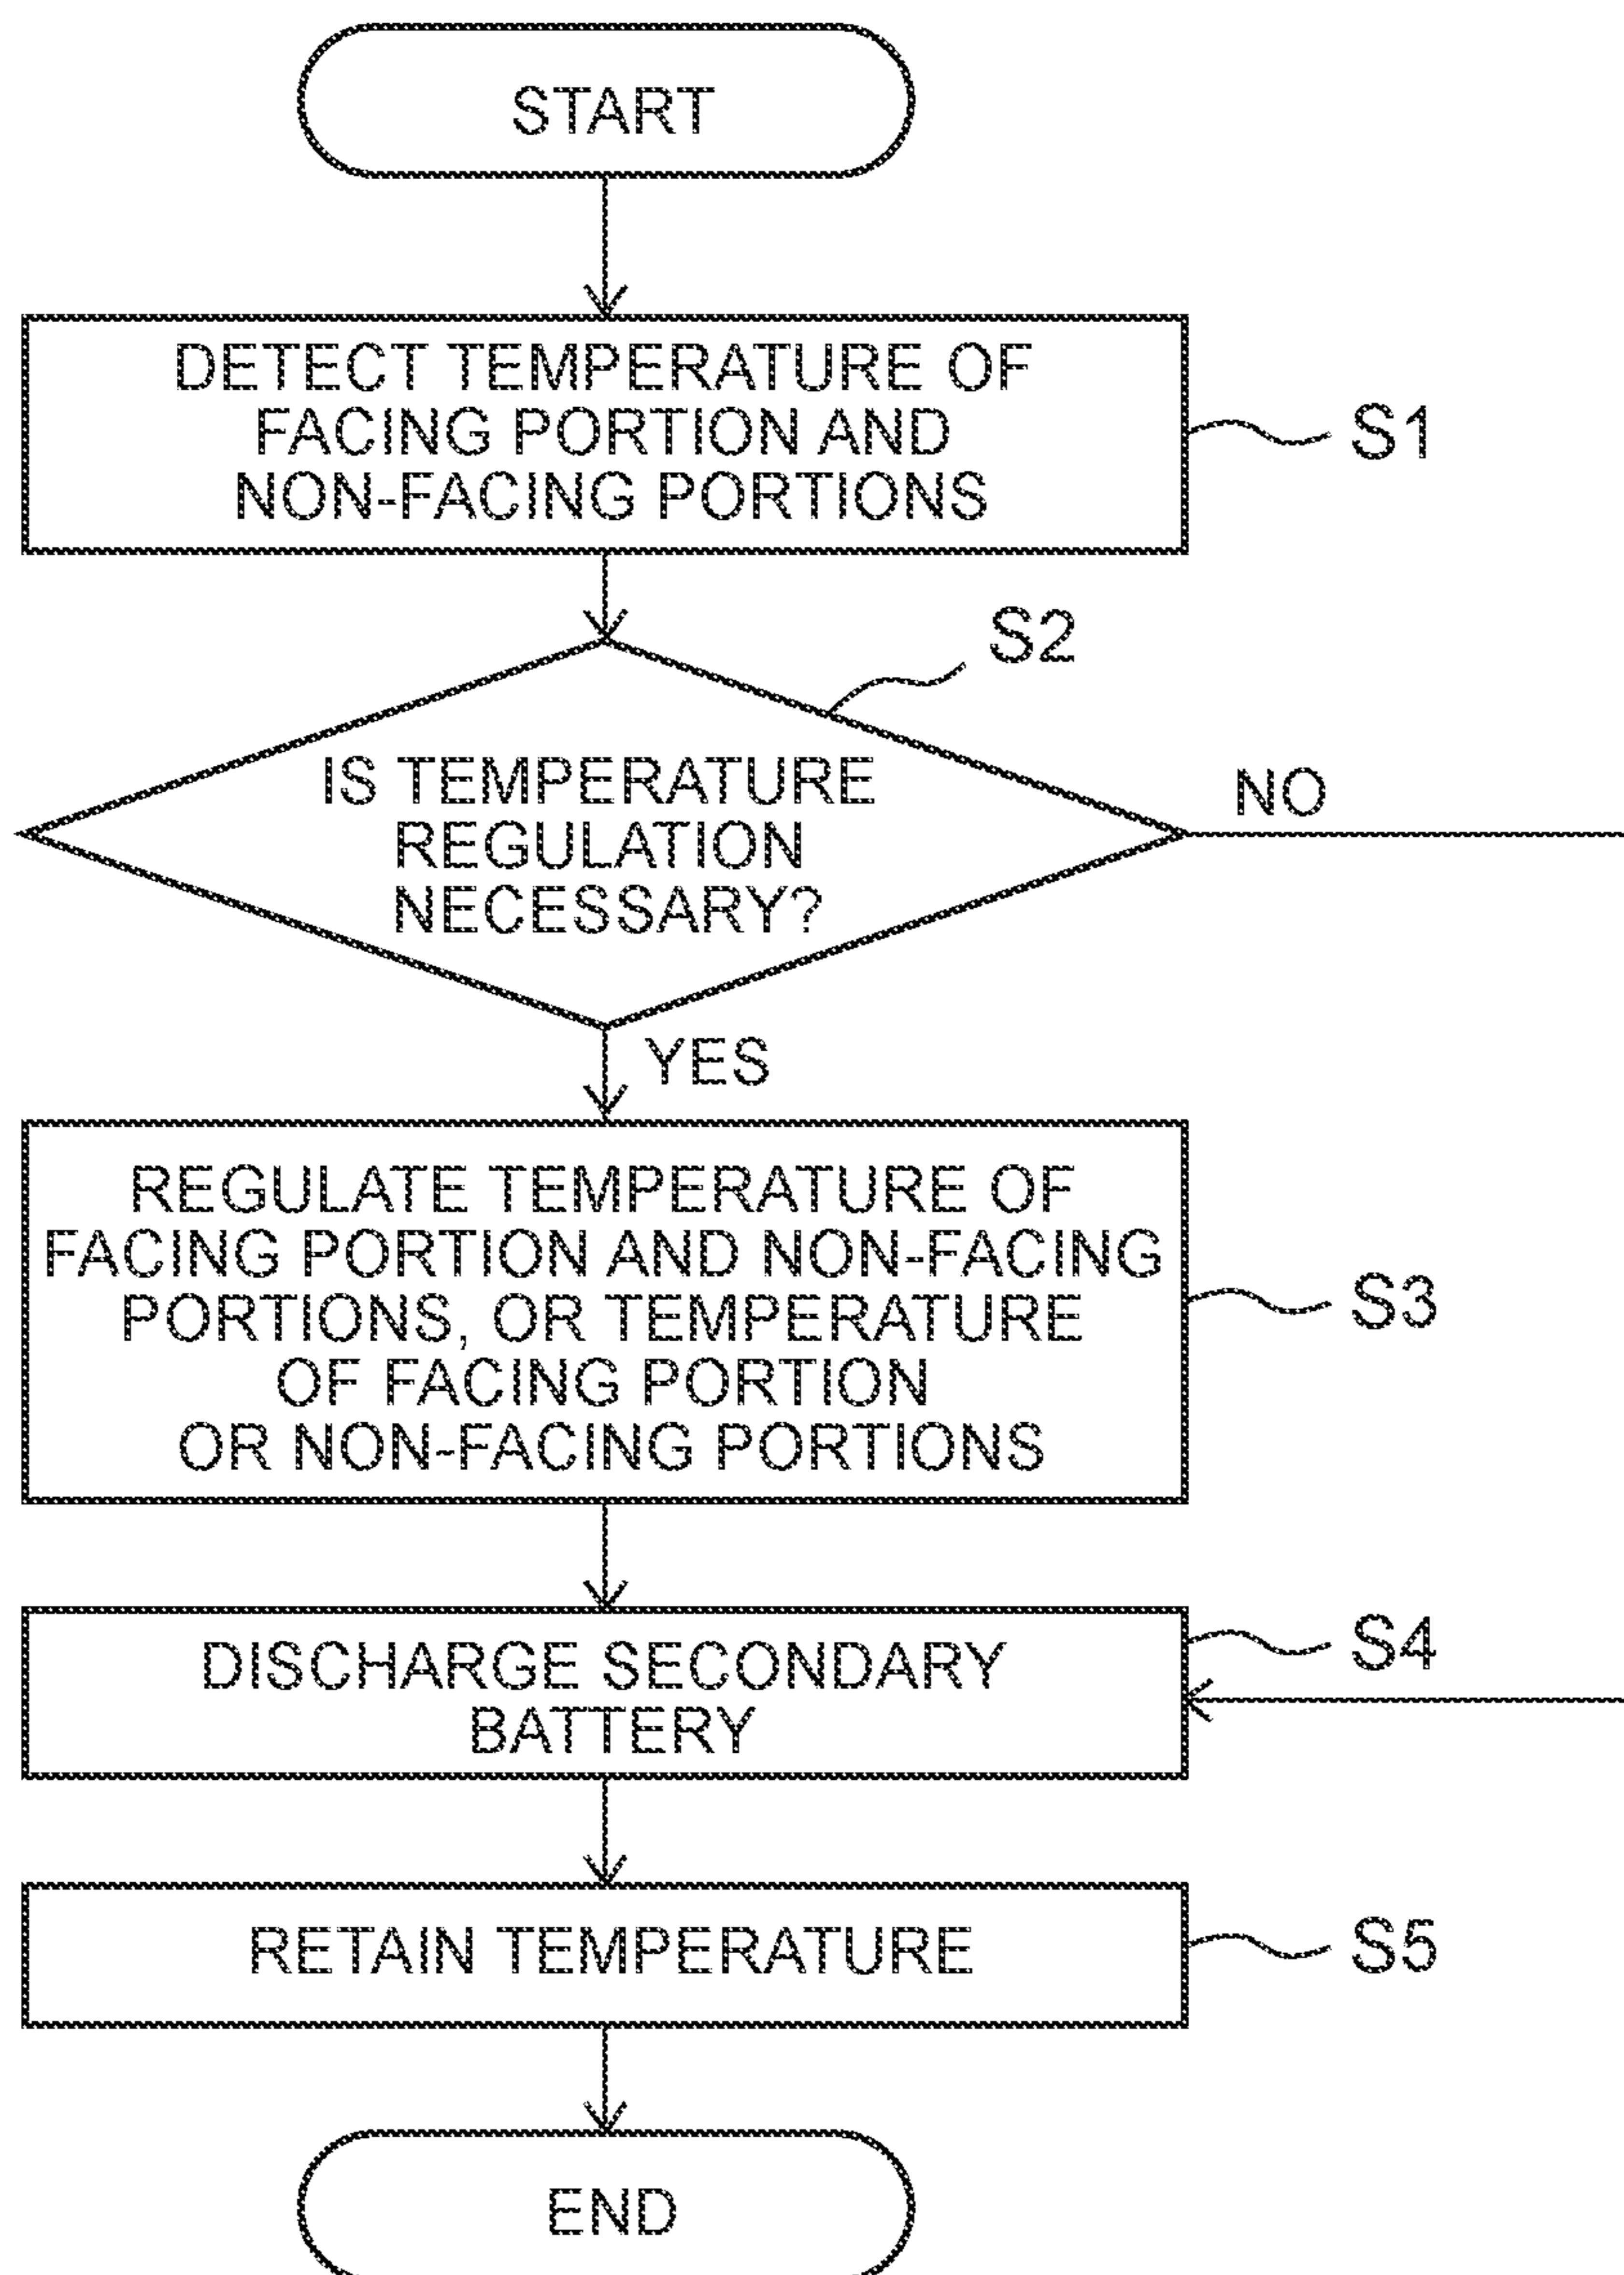 START
DETECT TEMPERATURE OF
FACING PORTION AND
NON-FACING PORTIONS
S1
S2
IS TEMPERATURE
REGULATION
NECESSARY?
NO
YES
REGULATE TEMPERATURE OF
FACING PORTION AND NON-FACING
PORTIONS, OR TEMPERATURE
OF FACING PORTION
OR NON-FACING PORTIONS
S3
DISCHARGE SECONDARY
BATTERY
S4
RETAIN TEMPERATURE
S5
END